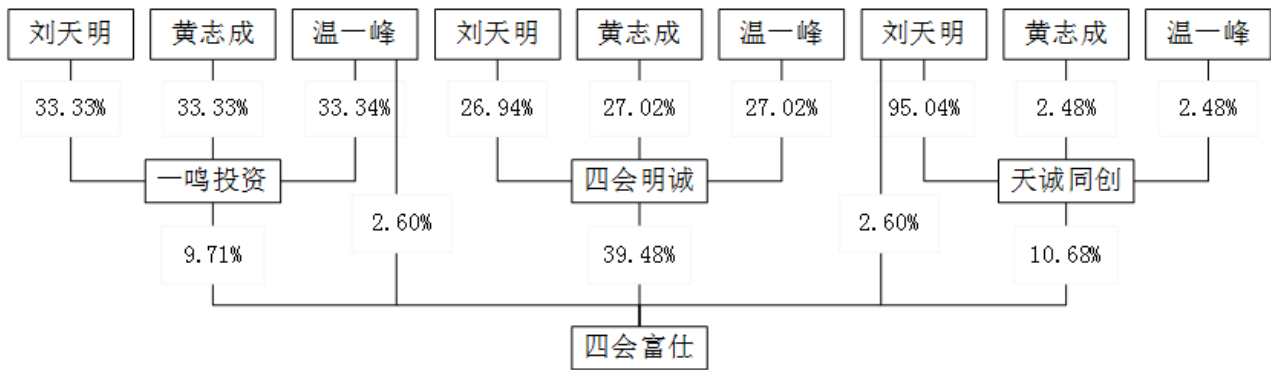 刘天明 黄志成 温一峰 刘天明 黄志成 温一峰 刘天明 黄志成 温一峰
33.33% 33.33% 33.34% 26.94% 27.02% 27.02% 95.04% 2.48% 2.48%
一鸣投资 四会明诚 天诚同创
2.60% 2.60%
9.71% 39.48% 10.68%
四会富仕